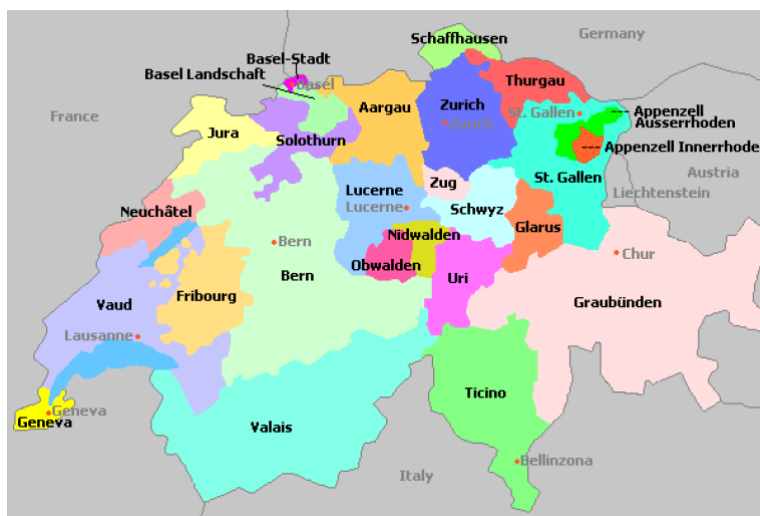 Schaffhausen
Germany
Basel-Stadt
Basel Landschaft
Basel
Thurgau
Aargau
Zurich
St. Gallen
Appenzell
Ausserrhoden
France
Zurich
Jura
Solothurn
Appenzell Innerrhode
Austria
St. Gallen
Zug
Lucerne
Liechtenstein
Lucerne
Schwyz
Neuchâtel
Glarus
Nidwalden
Bern
Chur
Obwalden
Bern
Uri
Fribourg
Vaud
Graubünden
Lausanne
Ticino
Geneva
Geneva
Valais
Bellinzona
Italy